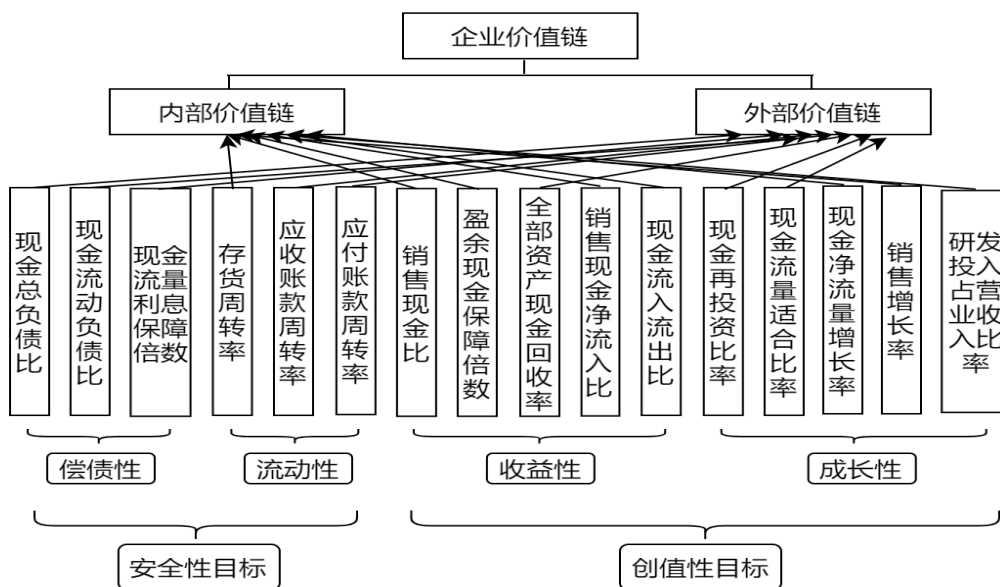 企业价值链
内部价值链
外部价值链
现金总负债比
现金流动负债比
现金流量利息保障倍数
存货周转率
应收账款周转率
应付账款周转率
销售现金比
盈余现金保障倍数
全部资产现金回收率
销售现金净流入比
现金流入流出比
现金再投资比率
现金流量适合比率
现金净流量增长率
销售增长率
研发投入占营业收入比率
偿债性
流动性
收益性
成长性
安全性目标
创值性目标